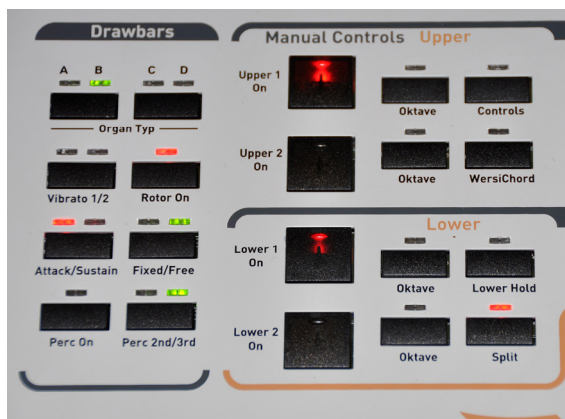 Drawbars
A B C D
Organ Typ
Vibrato 1/2 Rotor On
Attack/Sustain Fixed/Free
Perc On Perc 2nd/3rd
Manual Controls Upper
Upper 1
On
Oktave Controls
Upper 2
On
Oktave WersiChord
Lower
Lower 1
On
Oktave Lower Hold
Lower 2
On
Oktave Split